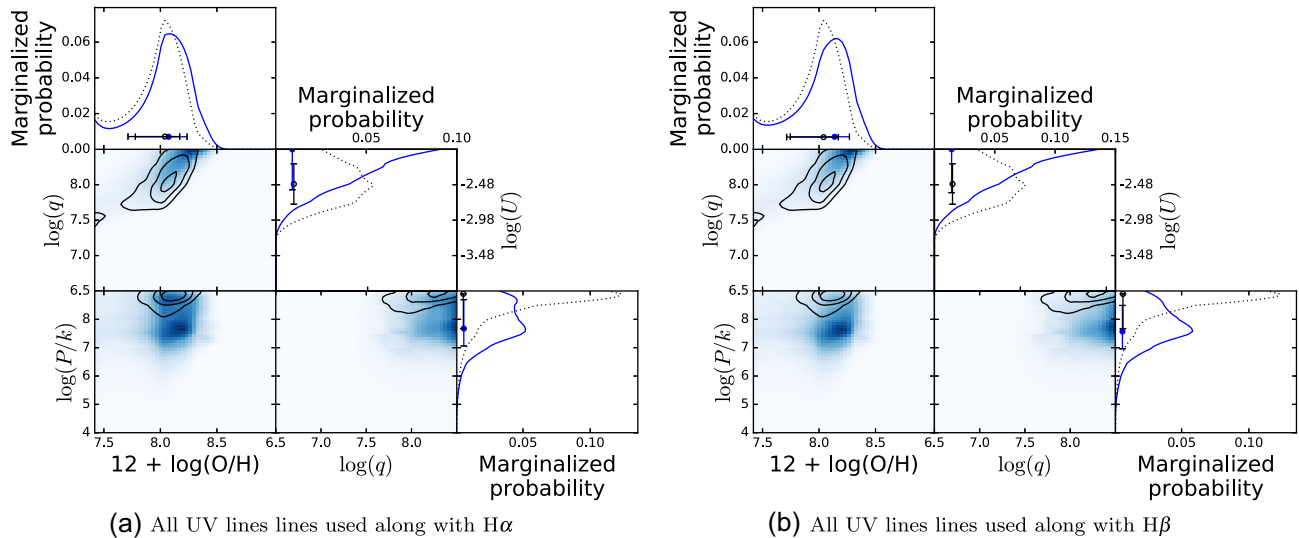 Marginalized
probability
0.06
0.04
0.02
0.00
Marginalized
probability
0.05
0.10
log(q)
8.0
7.5
7.0
-2.48
-2.98
-3.48
log(U)
log(P/k)
6.5
8
7
6
5
4
7.5
8.0
8.5
6.5
7.0
7.5
8.0
0.05
0.10
12 + log(O/H)
log(q)
Marginalized
probability
(a) All UV lines lines used along with Hα
Marginalized
probability
0.06
0.04
0.02
0.00
Marginalized
probability
0.05
0.10
0.15
log(q)
8.0
7.5
7.0
-2.48
-2.98
-3.48
log(U)
log(P/k)
6.5
8
7
6
5
4
7.5
8.0
8.5
6.5
7.0
7.5
8.0
0.05
0.10
12 + log(O/H)
log(q)
Marginalized
probability
(b) All UV lines lines used along with Hβ